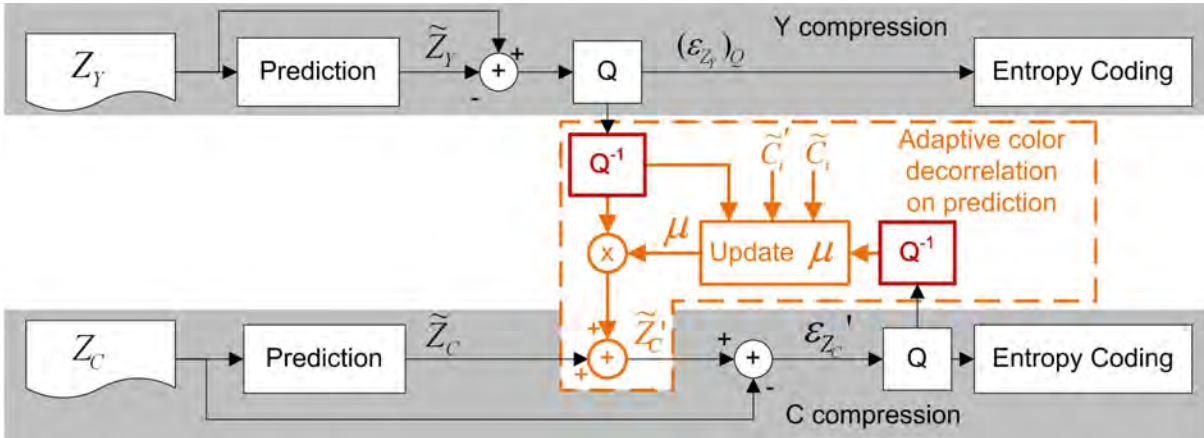 Y compression
Z_Y
Prediction
Z̃_Y
+
+
-
Q
(ε_{Z_Y})_Q
Entropy Coding
Q⁻¹
C̃_i'
C̃_i
Adaptive color
decorrelation
on prediction
x
μ
Update μ
Q⁻¹
Z_C
Prediction
Z̃_C
+
+
+
Z̃_C'
+
+
-
ε_{Z_C}'
Q
Entropy Coding
C compression